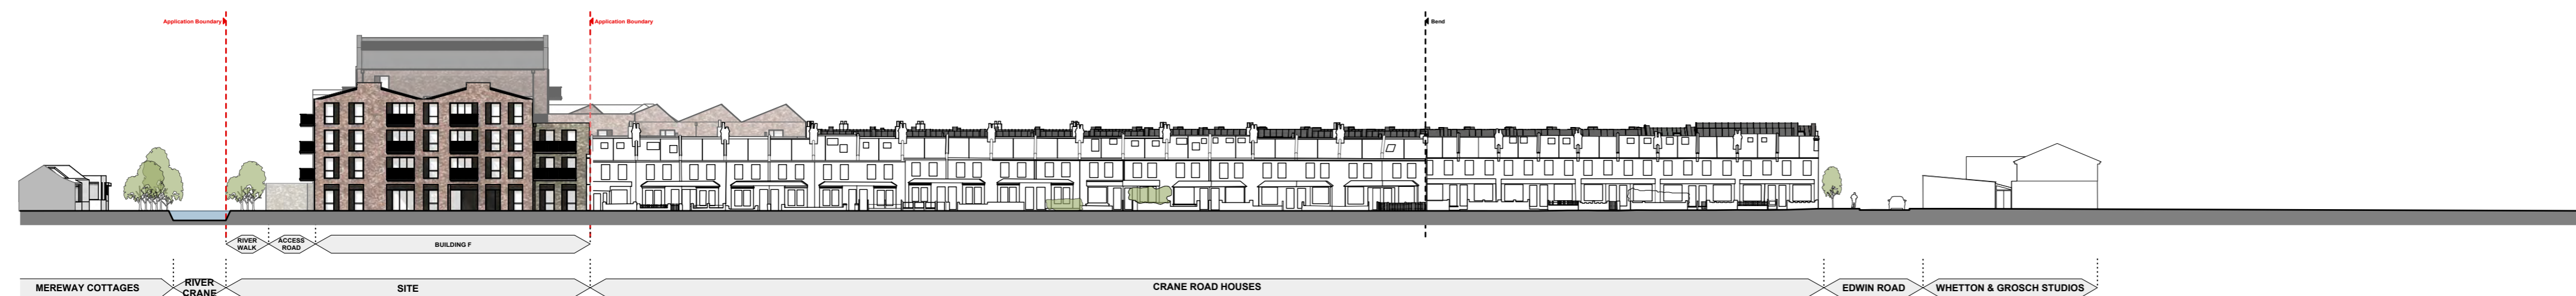 Application Boundary
Application Boundary
Bend
RIVER
WALK
ACCESS
ROAD
BUILDING F
MEREWAY COTTAGES
RIVER
CRANE
SITE
CRANE ROAD HOUSES
EDWIN ROAD
WHETTON & GROSCH STUDIOS